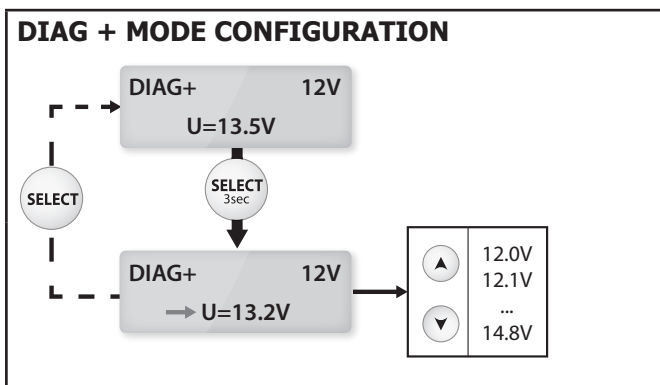 DIAG + MODE CONFIGURATION
DIAG+ 12V
U=13.5V
SELECT
SELECT
3sec
DIAG+ 12V
U=13.2V
12.0V
12.1V
...
14.8V